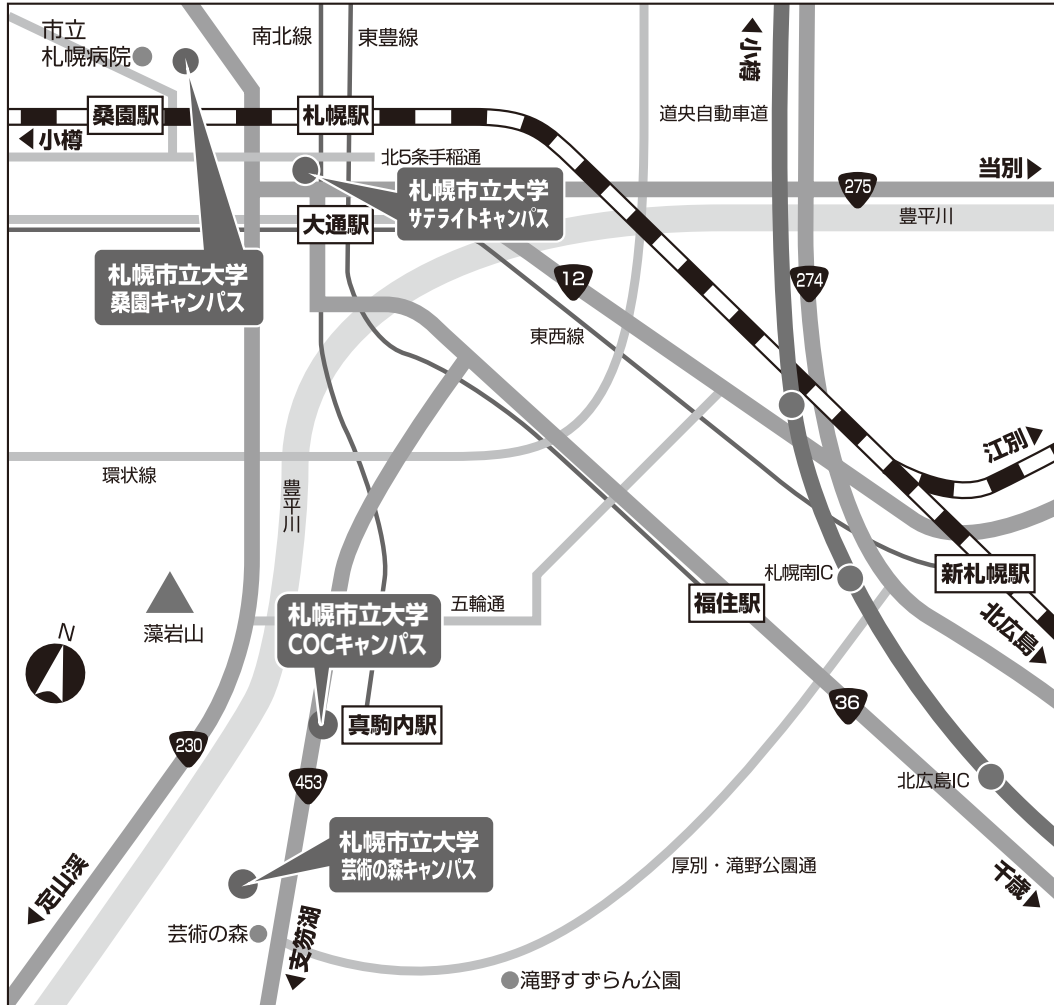 市立
札幌病院
南北線
東豊線
小樽
道央自動車道
桑園駅
札幌駅
小樽
北5条手稲通
当別
275
札幌市立大学
サテライトキャンパス
豊平川
大通駅
札幌市立大学
桑園キャンパス
12
274
東西線
江別
環状線
豊平川
札幌南IC
新札幌駅
福住駅
五輪通
札幌市立大学
COCキャンパス
北広島
藻岩山
N
真駒内駅
36
230
453
北広島IC
札幌市立大学
芸術の森キャンパス
厚別・滝野公園通
定山渓
千歳
芸術の森
支笏湖
滝野すずらん公園